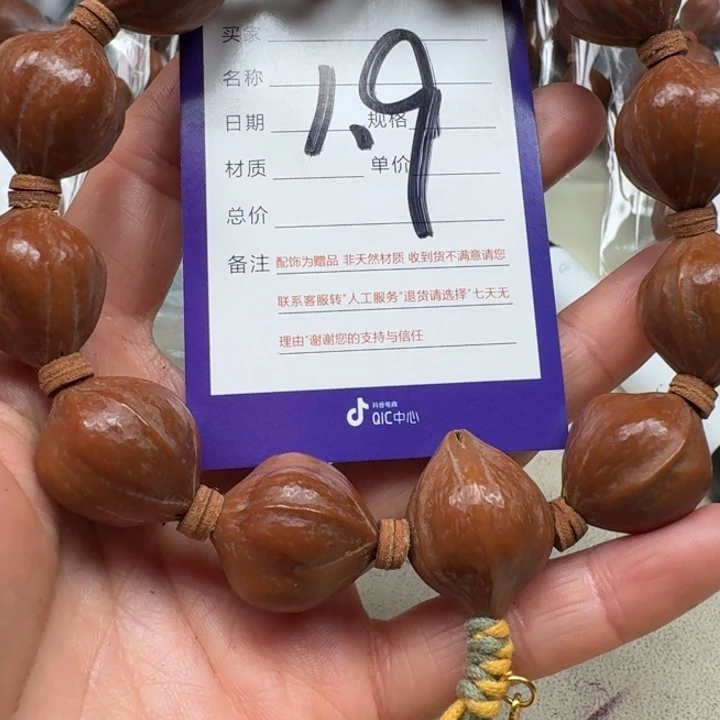 买家
名称
1.9
日期 规格
材质 单价
总价
备注 配饰为赠品 非天然材质 收到货不满意请您
联系客服转"人工服务"退货请选择"七天无
理由"谢谢您的支持与信任
抖音电商
QIC中心